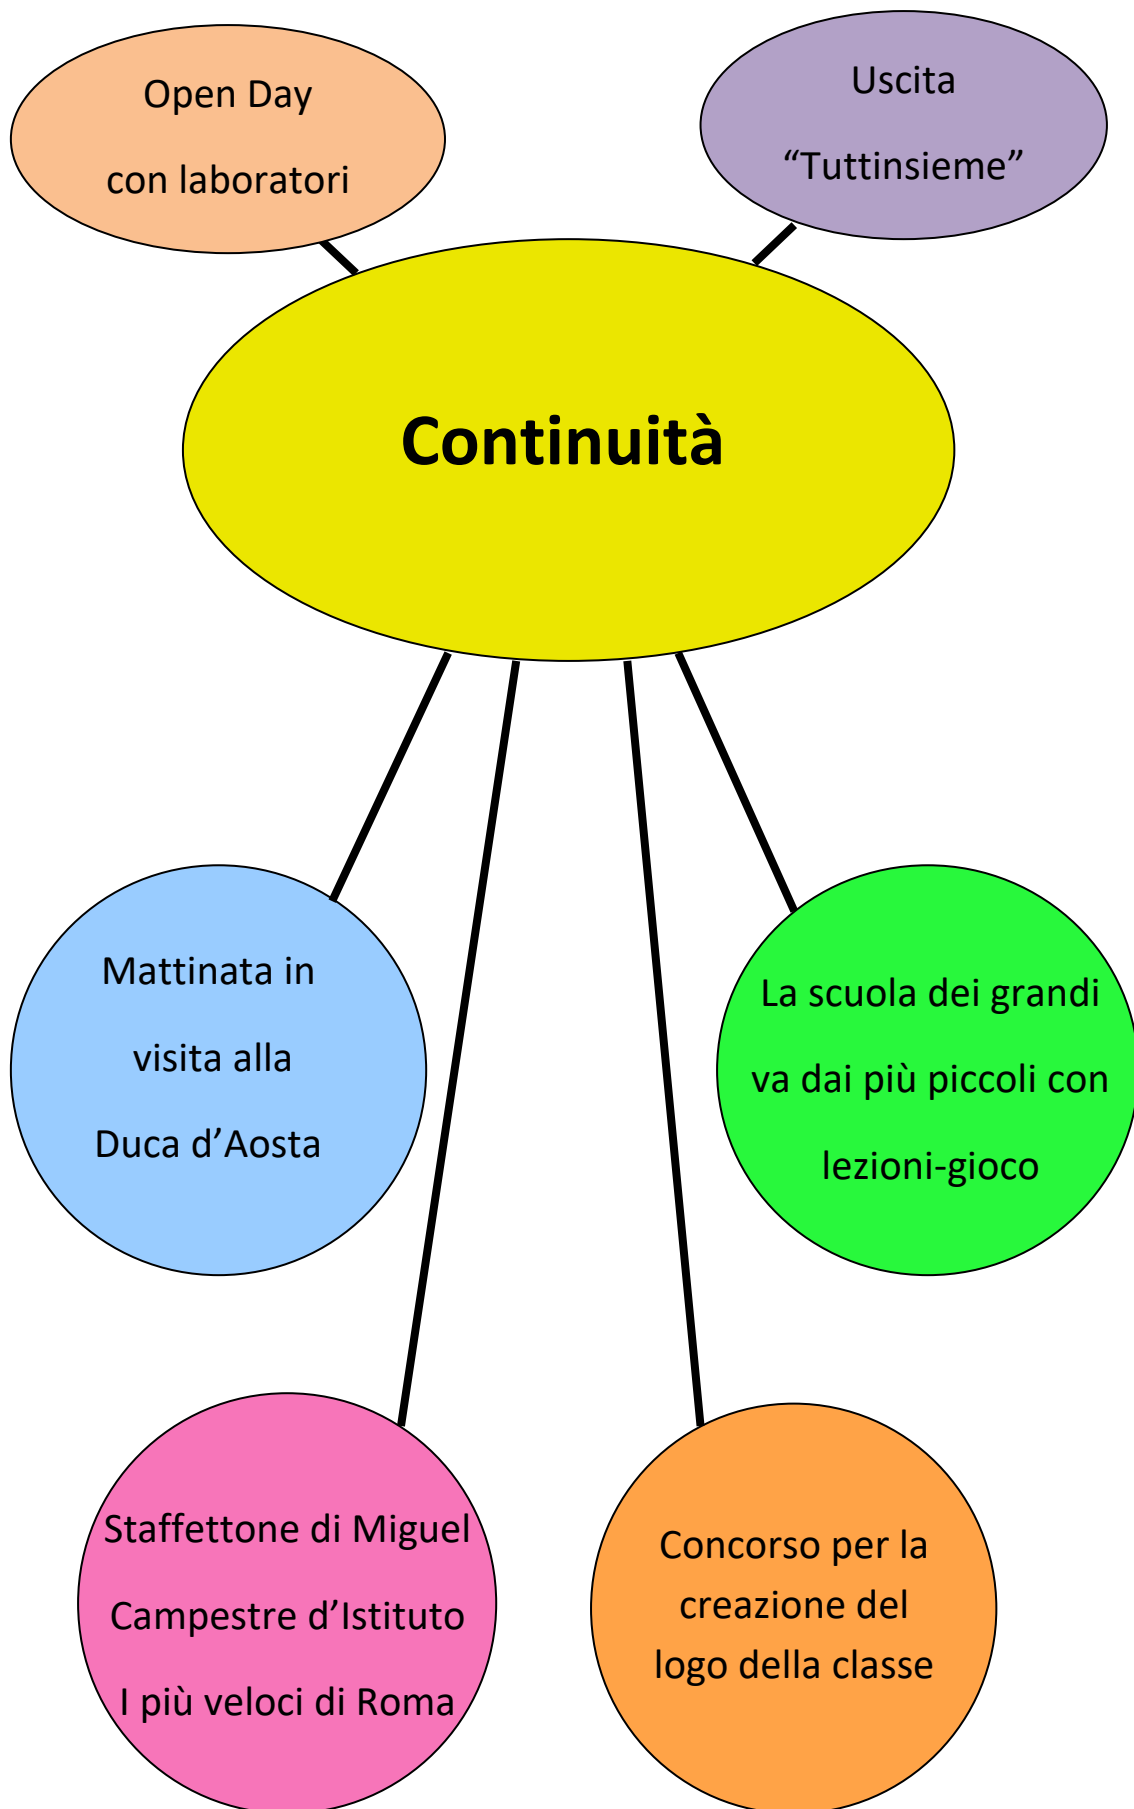 Open Day
con laboratori
Uscita
“Tuttinsieme”
Continuità
Mattinata in
visita alla
Duca d’Aosta
La scuola dei grandi
va dai più piccoli con
lezioni-gioco
Staffettone di Miguel
Campestre d’Istituto
I più veloci di Roma
Concorso per la
creazione del
logo della classe